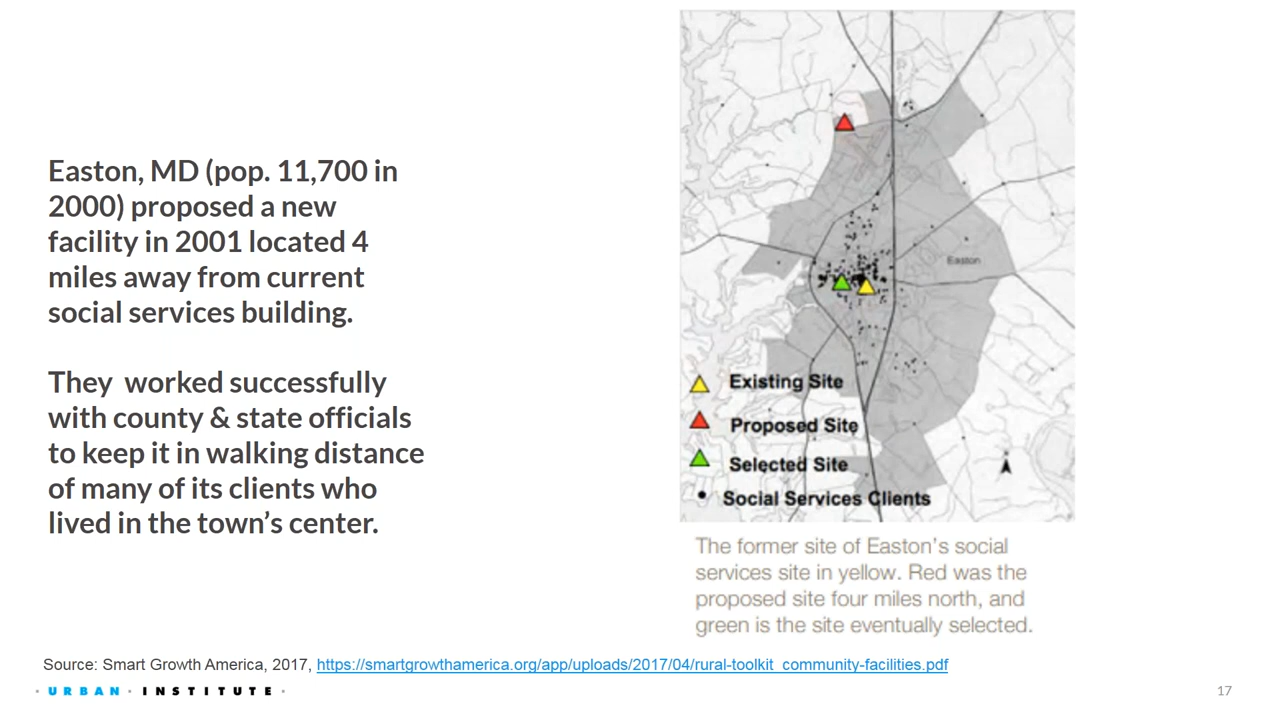 Easton, MD (pop. 11,700 in
2000) proposed a new
facility in 2001 located 4
miles away from current
social services building.
They  worked successfully
with county & state officials
to keep it in walking distance
of many of its clients who
lived in the town’s center.
Easton
Existing Site
Proposed Site
Selected Site
Social Services Clients
The former site of Easton’s social
services site in yellow. Red was the
proposed site four miles north, and
green is the site eventually selected.
Source: Smart Growth America, 2017, https://smartgrowthamerica.org/app/uploads/2017/04/rural-toolkit_community-facilities.pdf
· URBAN · INSTITUTE ·
17